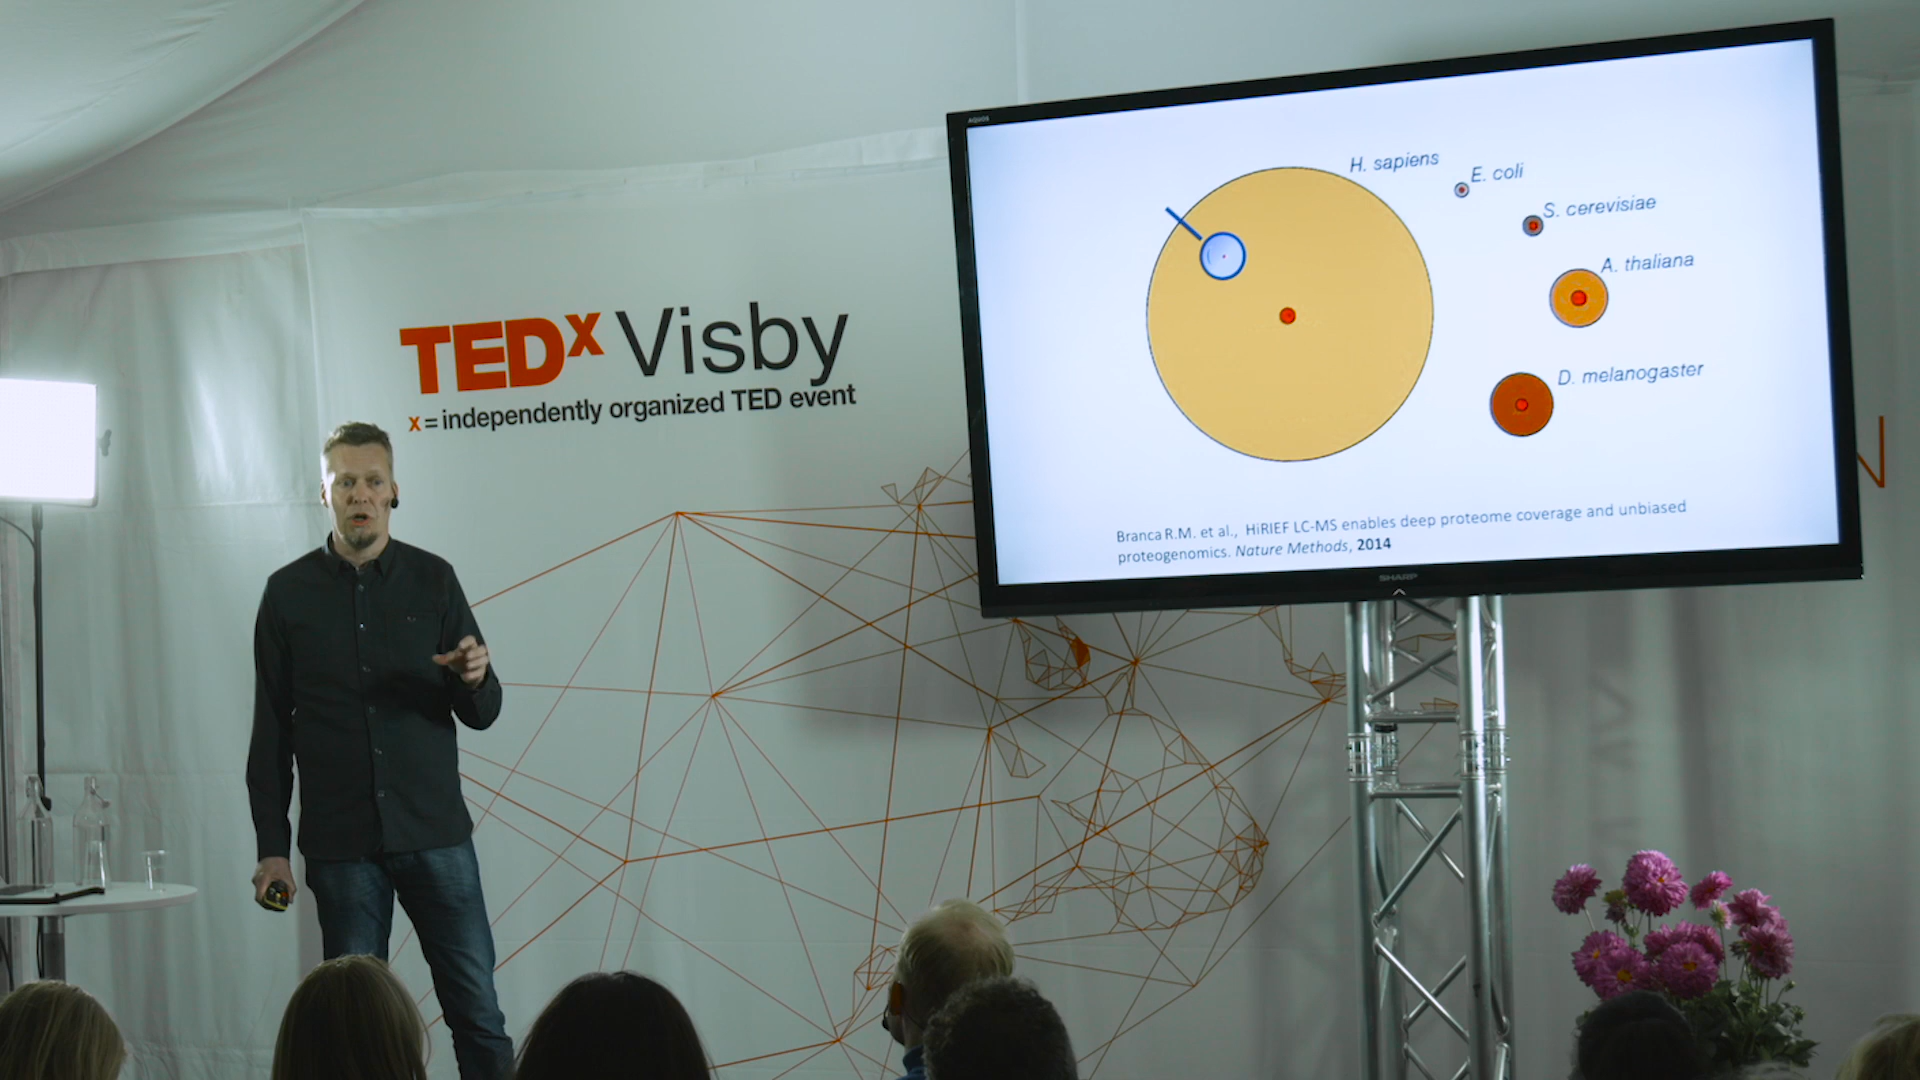 TEDx Visby
x = independently organized TED event
AQUOS
H. sapiens
E. coli
S. cerevisiae
A. thaliana
D. melanogaster
Branca R.M. et al., HiRIEF LC-MS enables deep proteome coverage and unbiased
proteogenomics. Nature Methods, 2014
SHARP
N